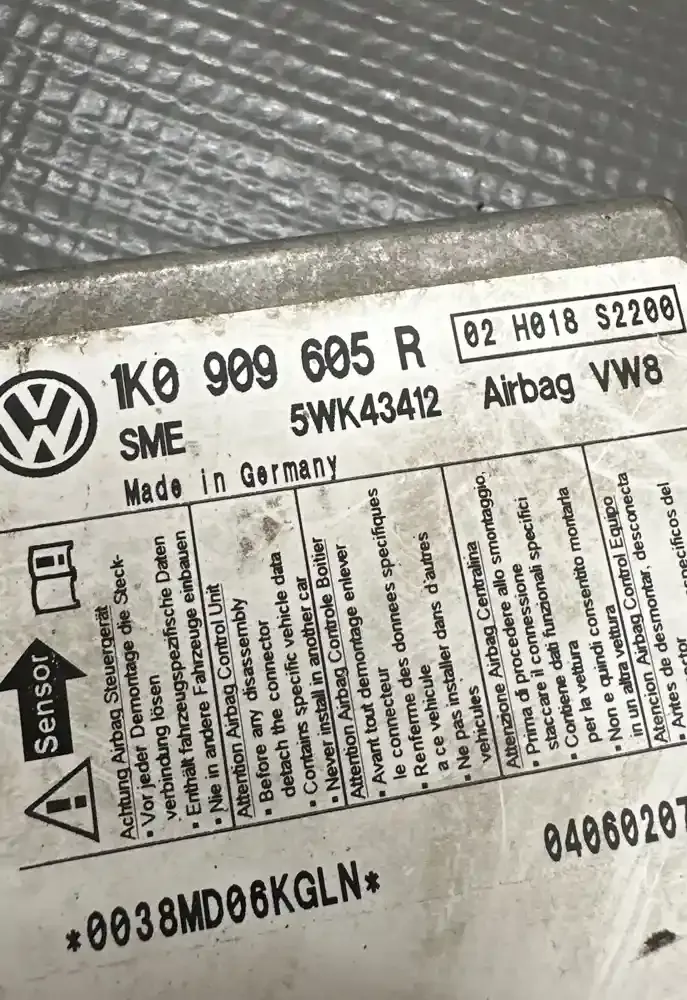 02 H018 S2200
1K0 909 605 R
SME 5WK43412 Airbag VW8
Made in Germany
Sensor
Achtung Airbag Steuergerät
▪ Vor jeder Demontage die Steck-
verbindung lösen
▪ Enthält fahrzeugspezifische Daten
▪ Nie in andere Fahrzeuge einbauen
Attention Airbag Control Unit
▪ Before any disassembly
detach the connector
▪ Contains specific vehicle data
▪ Never install in another car
Attention Airbag Controle Boitier
▪ Avant tout demontage enlever
le connecteur
▪ Renferme des donnees specifiques
a ce vehicule
▪ Ne pas installer dans d'autres
vehicules
Attenzione Airbag Centralina
▪ Prima di procedere allo smontaggio,
staccare il connessione
▪ Contiene dati funzionali specifici
per la vettura
▪ Non e quindi consentito montarla
in un altra vettura
Atencion Airbag Control Equipo
▪ Antes de desmontar, desconecta
04060207
*0038MD06KGLN*